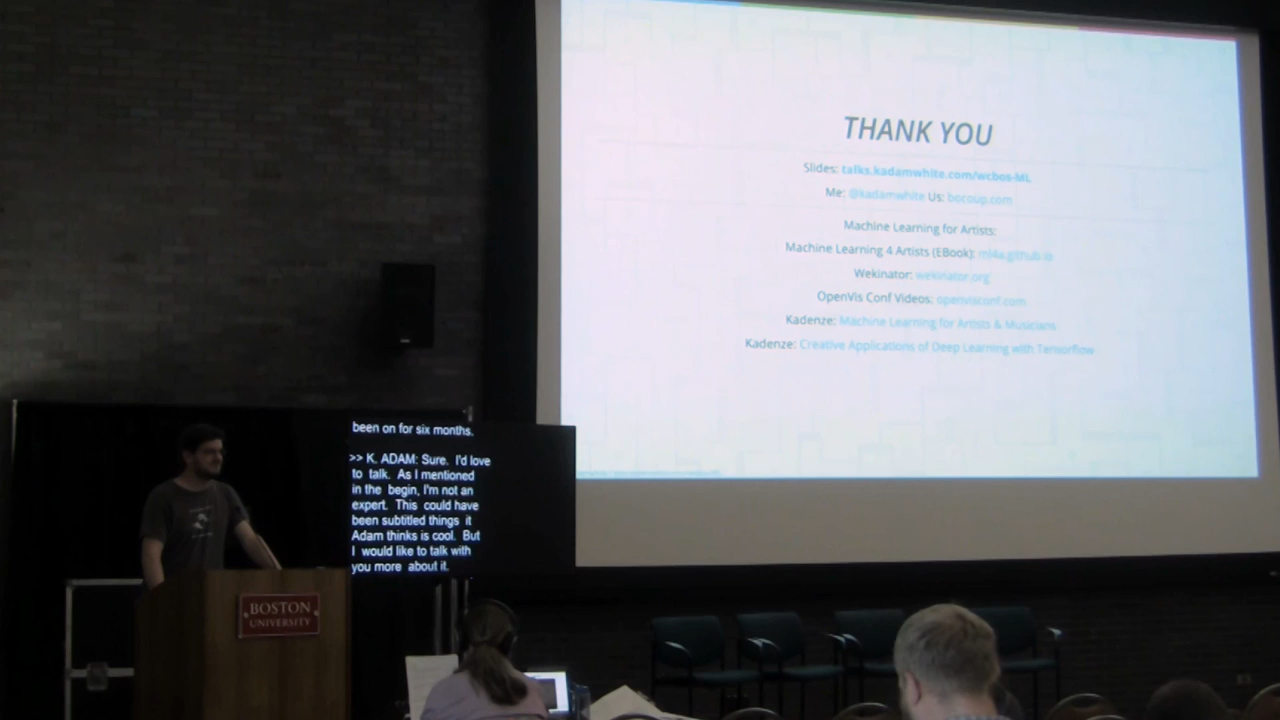 THANK YOU
Slides: talks.kadamwhite.com/wcbos-ML
Me: @kadamwhite Us: bocoup.com
Machine Learning for Artists:
Machine Learning 4 Artists (EBook): ml4a.github.io
Wekinator: wekinator.org
OpenVis Conf Videos: openvisconf.com
Kadenze: Machine Learning for Artists & Musicians
Kadenze: Creative Applications of Deep Learning with Tensorflow
been on for six months.
>> K. ADAM: Sure. I'd love
to talk. As I mentioned
in the begin, I'm not an
expert. This could have
been subtitled things it
Adam thinks is cool. But
I would like to talk with
you more about it.
BOSTON
UNIVERSITY